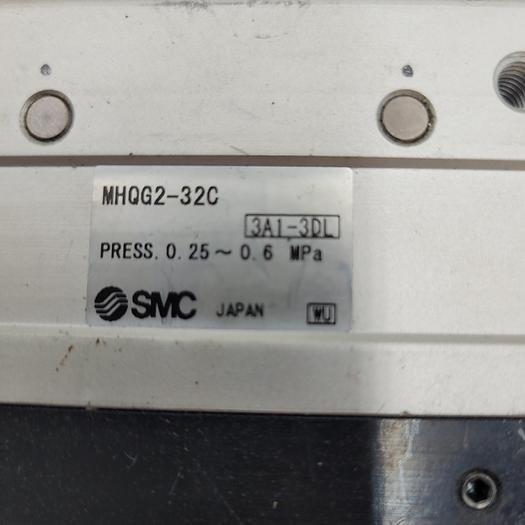 MHQG2-32C
3A1-3DL
PRESS. 0.25~0.6 MPa
SMC JAPAN WU